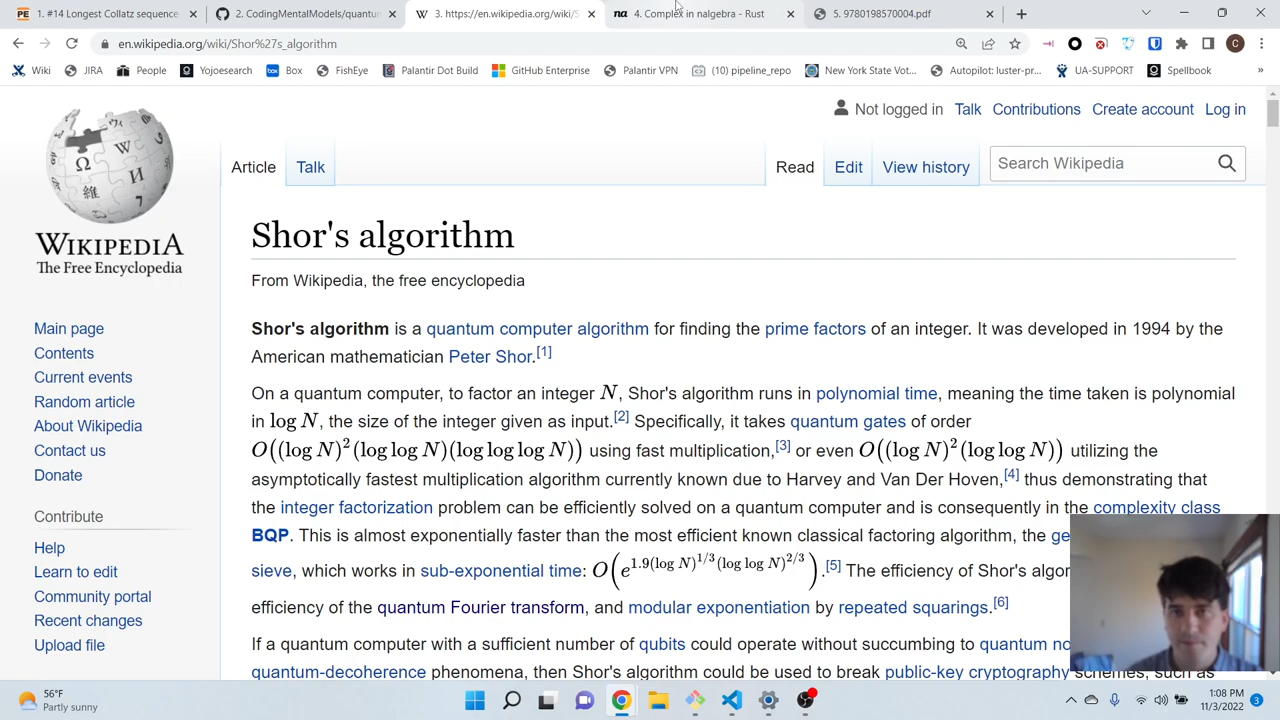 1. #14 Longest Collatz sequence
2. CodingMentalModels/quantun
3. https://en.wikipedia.org/wiki/S
4. Complex in nalgebra - Rust
5. 9780198570004.pdf
en.wikipedia.org/wiki/Shor%27s_algorithm
Wiki
JIRA
People
Yojoesearch
Box
FishEye
Palantir Dot Build
GitHub Enterprise
Palantir VPN
(10) pipeline_repo
New York State Vot...
Autopilot: luster-pr...
UA-SUPPORT
Spellbook
»
Not logged in Talk Contributions Create account Log in
Article Talk
Read Edit View history Search Wikipedia
WIKIPEDIA
The Free Encyclopedia
Main page
Contents
Current events
Random article
About Wikipedia
Contact us
Donate
Contribute
Help
Learn to edit
Community portal
Recent changes
Upload file
Shor's algorithm
From Wikipedia, the free encyclopedia
Shor's algorithm is a quantum computer algorithm for finding the prime factors of an integer. It was developed in 1994 by the
American mathematician Peter Shor.[1]
On a quantum computer, to factor an integer N, Shor's algorithm runs in polynomial time, meaning the time taken is polynomial
in log N, the size of the integer given as input.[2] Specifically, it takes quantum gates of order
O((log N)²(log log N)(log log log N)) using fast multiplication,[3] or even O((log N)²(log log N)) utilizing the
asymptotically fastest multiplication algorithm currently known due to Harvey and Van Der Hoven,[4] thus demonstrating that
the integer factorization problem can be efficiently solved on a quantum computer and is consequently in the complexity class
BQP. This is almost exponentially faster than the most efficient known classical factoring algorithm, the ge
sieve, which works in sub-exponential time: O(e^{1.9(log N)^{1/3}(log log N)^{2/3}}).[5] The efficiency of Shor's algor
efficiency of the quantum Fourier transform, and modular exponentiation by repeated squarings.[6]
If a quantum computer with a sufficient number of qubits could operate without succumbing to quantum no
quantum-decoherence phenomena, then Shor's algorithm could be used to break public-key cryptography schemes, such as
56°F
Partly sunny
1:08 PM
11/3/2022
3